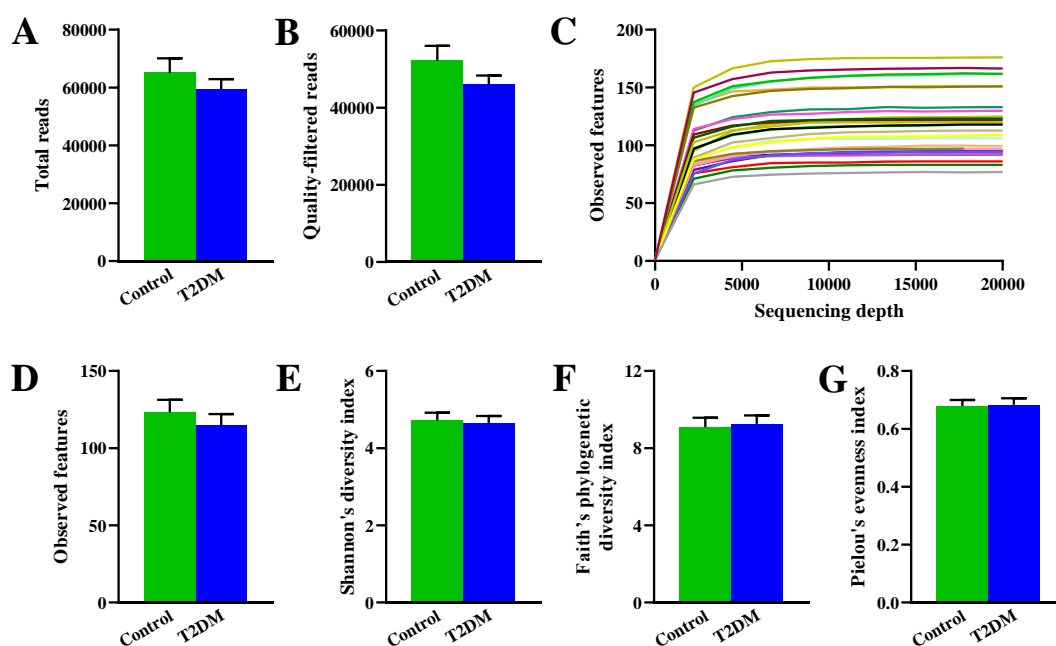 A
Total reads
80000
60000
40000
20000
0
Control
T2DM
B
Quality-filtered reads
60000
40000
20000
0
Control
T2DM
C
Observed features
200
150
100
50
0
0
5000
10000
15000
20000
Sequencing depth
D
Observed features
150
100
50
0
Control
T2DM
E
Shannon's diversity index
6
4
2
0
Control
T2DM
F
Faith's phylogenetic
diversity index
12
8
4
0
Control
T2DM
G
Pielou's evenness index
0.8
0.6
0.4
0.2
0.0
Control
T2DM